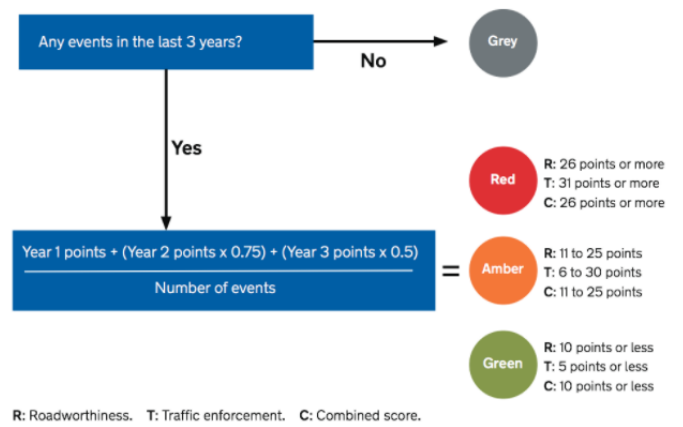 Any events in the last 3 years?
No
Grey
Yes
Red
R: 26 points or more
T: 31 points or more
C: 26 points or more
Year 1 points + (Year 2 points x 0.75) + (Year 3 points x 0.5)
Number of events
=
Amber
R: 11 to 25 points
T: 6 to 30 points
C: 11 to 25 points
Green
R: 10 points or less
T: 5 points or less
C: 10 points or less
R: Roadworthiness. T: Traffic enforcement. C: Combined score.